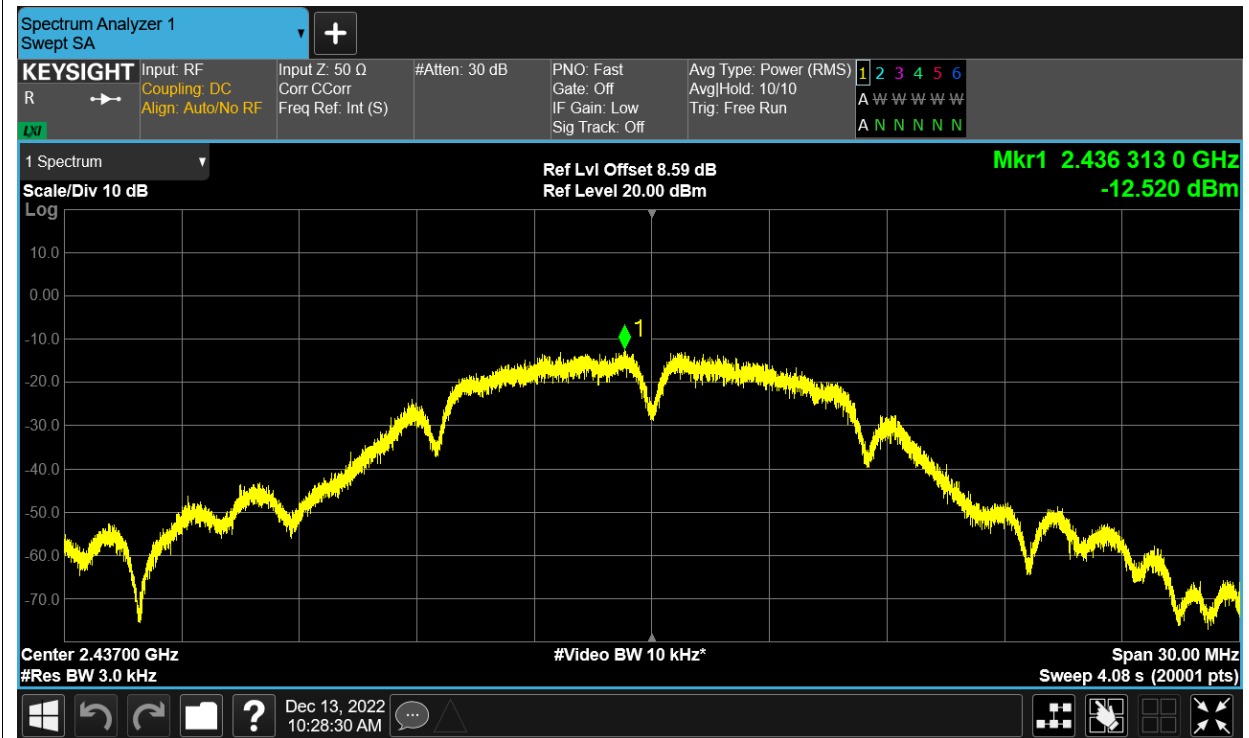 Spectrum Analyzer 1
Swept SA
KEYSIGHT
R
LXI
Input: RF
Coupling: DC
Align: Auto/No RF
Input Z: 50 Ω
Corr CCorr
Freq Ref: Int (S)
#Atten: 30 dB
PNO: Fast
Gate: Off
IF Gain: Low
Sig Track: Off
Avg Type: Power (RMS)
Avg|Hold: 10/10
Trig: Free Run
1 2 3 4 5 6
A W W W W W
A N N N N N
1 Spectrum
Scale/Div 10 dB
Log
Ref Lvl Offset 8.59 dB
Ref Level 20.00 dBm
Mkr1 2.436 313 0 GHz
-12.520 dBm
10.0
0.00
-10.0
-20.0
-30.0
-40.0
-50.0
-60.0
-70.0
1
Center 2.43700 GHz
#Res BW 3.0 kHz
#Video BW 10 kHz*
Span 30.00 MHz
Sweep 4.08 s (20001 pts)
?
Dec 13, 2022
10:28:30 AM